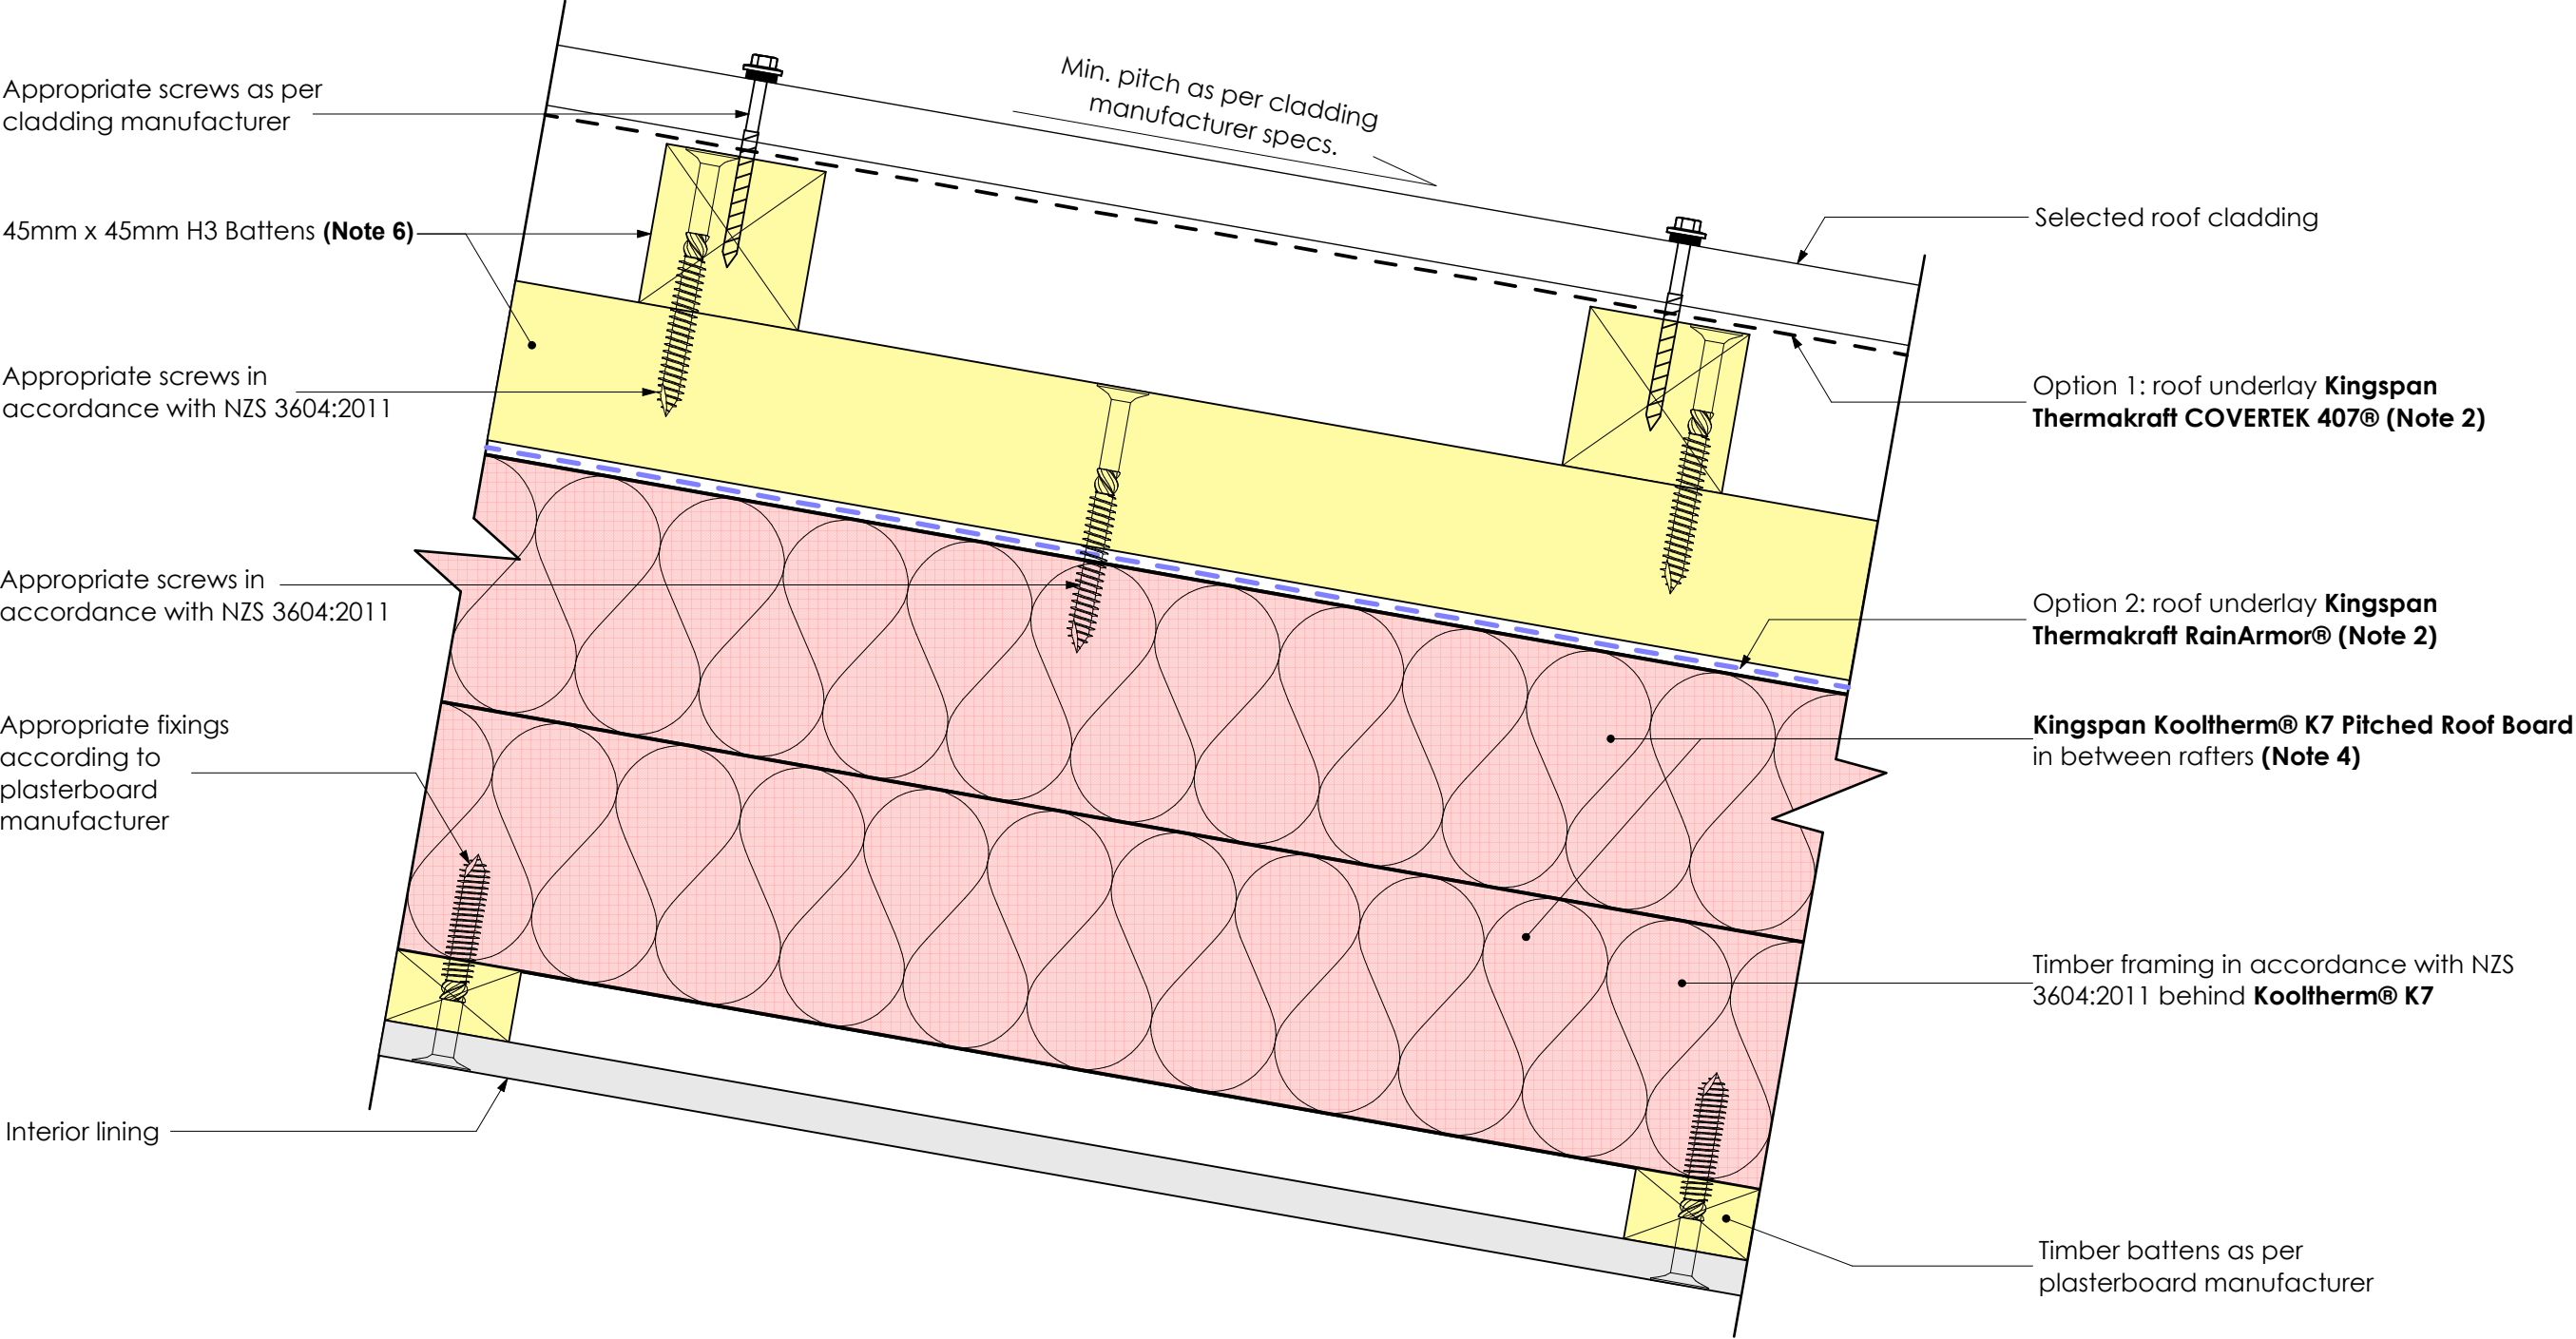 Appropriate screws as per
cladding manufacturer
45mm x 45mm H3 Battens (Note 6)
Appropriate screws in
accordance with NZS 3604:2011
Appropriate screws in
accordance with NZS 3604:2011
Appropriate fixings
according to
plasterboard
manufacturer
Interior lining
Min. pitch as per cladding
manufacturer specs.
Selected roof cladding
Option 1: roof underlay Kingspan
Thermakraft COVERTEK 407® (Note 2)
Option 2: roof underlay Kingspan
Thermakraft RainArmor® (Note 2)
Kingspan Kooltherm® K7 Pitched Roof Board
in between rafters (Note 4)
Timber framing in accordance with NZS
3604:2011 behind Kooltherm® K7
Timber battens as per
plasterboard manufacturer